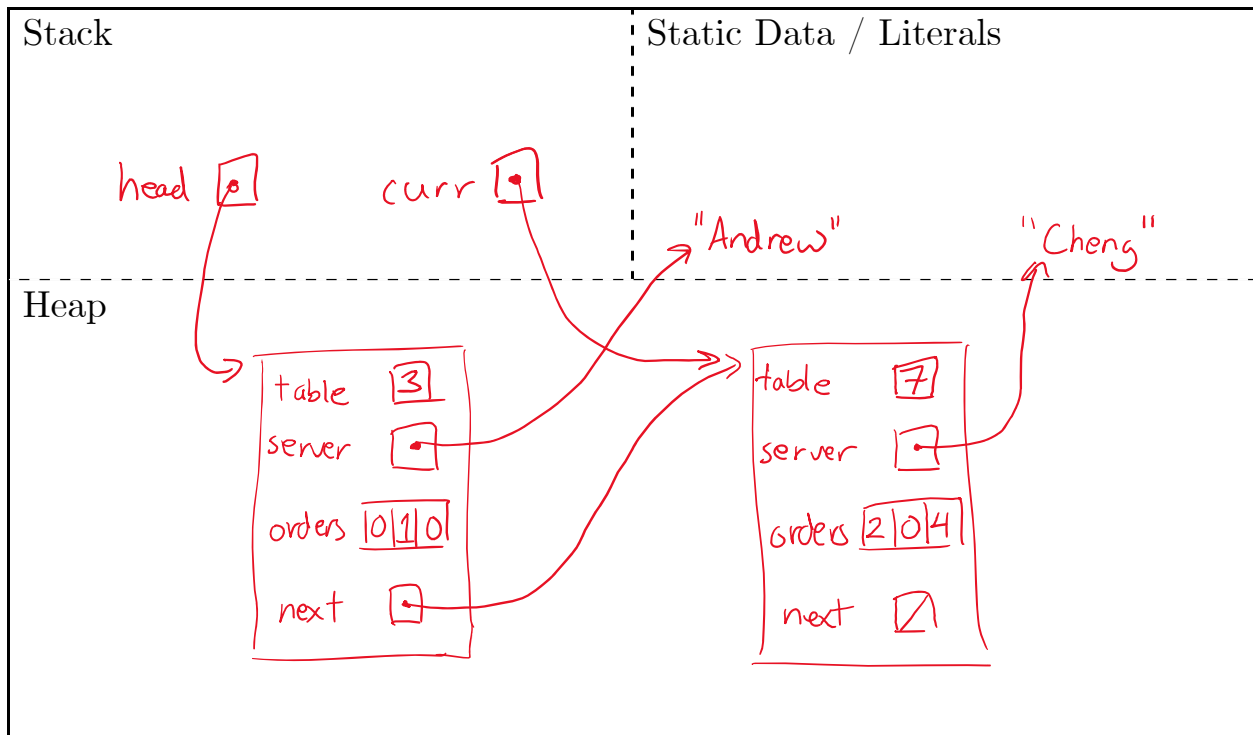 Stack
Static Data / Literals
head
curr
"Andrew"
"Cheng"
Heap
table 3
server
orders 0 1 0
next
table 7
server
orders 2 0 4
next